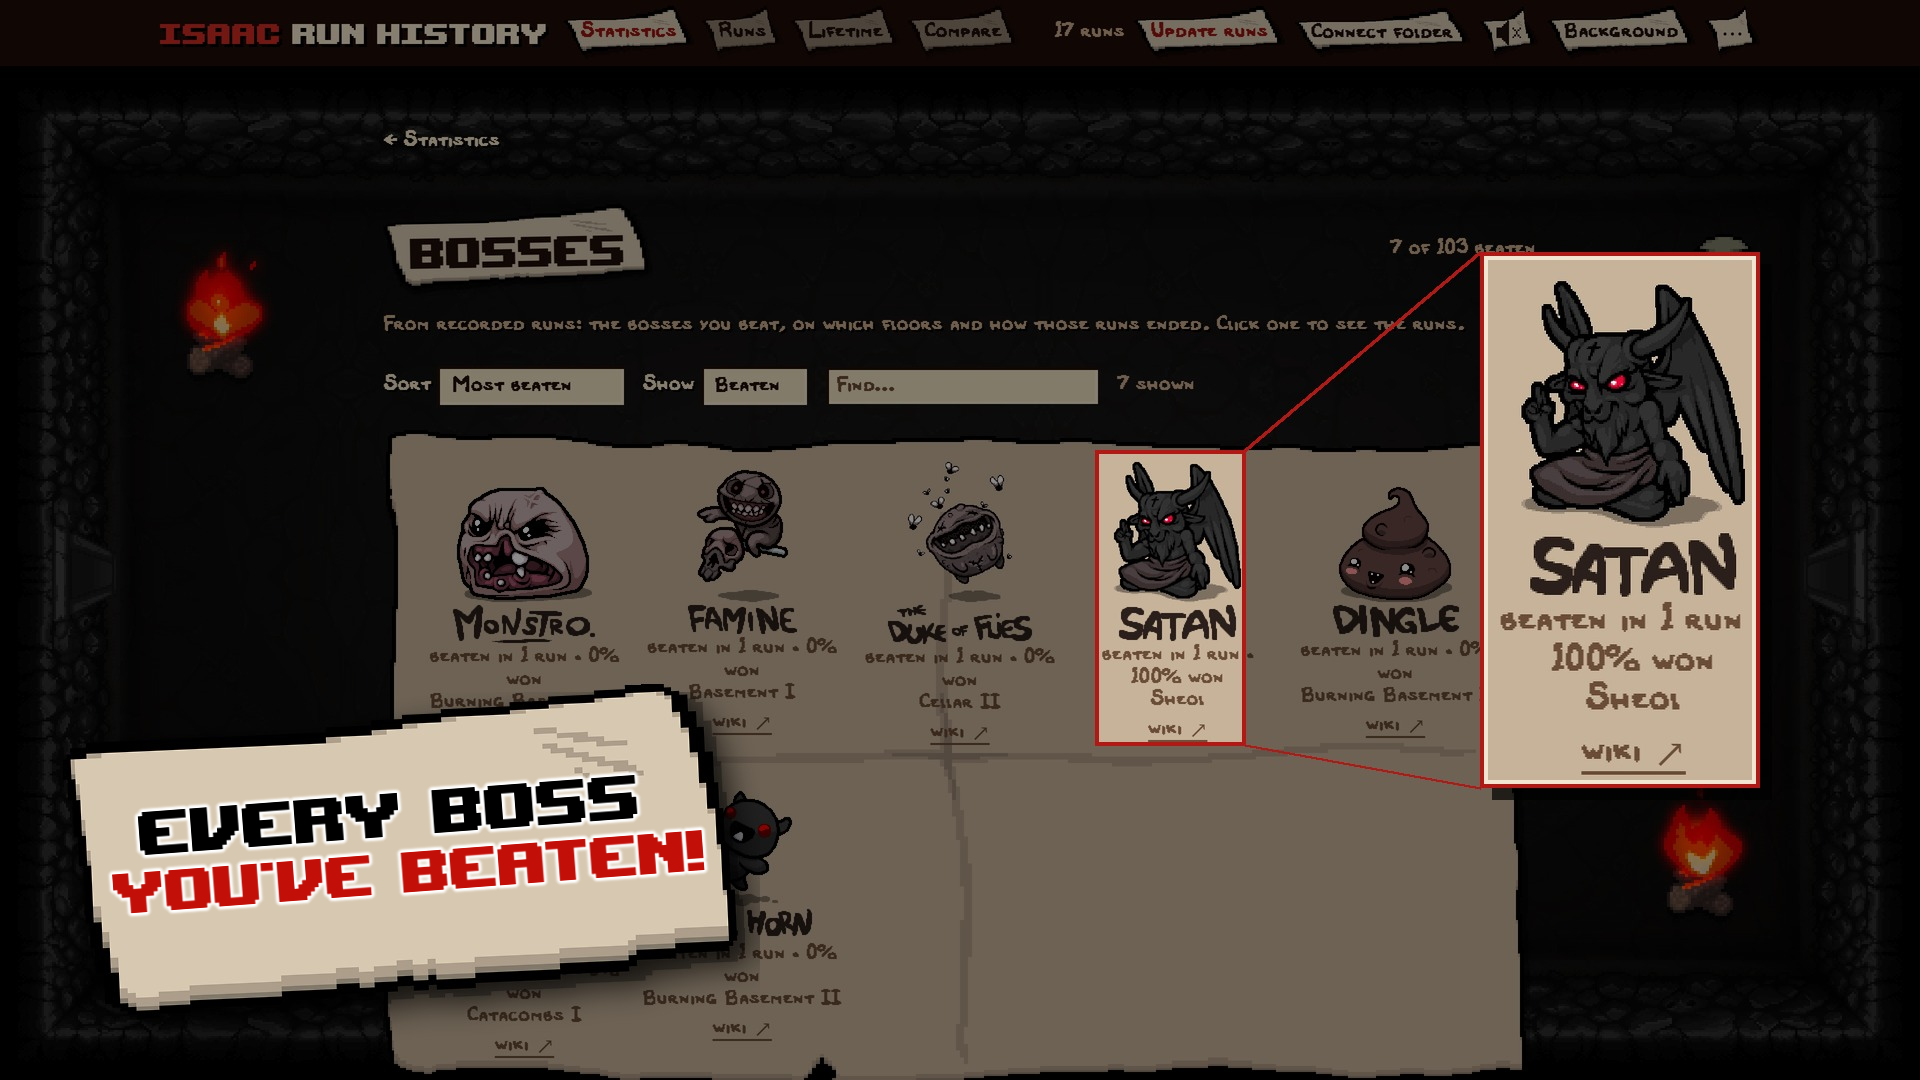 ISAAC RUN HISTORY
Statistics
Runs
Lifetime
Compare
17 runs
Update runs
Connect folder
Background
...
← Statistics
BOSSES
7 of 103 beaten
From recorded runs: the bosses you beat, on which floors and how those runs ended. Click one to see the runs.
Sort
Most beaten
Show
Beaten
Find...
7 shown
MONSTRO.
beaten in 1 run • 0%
won
Burning
FAMINE
beaten in 1 run • 0%
won
Basement I
wiki ↗
THE
DUKE OF FLIES
beaten in 1 run • 0%
won
Cellar II
wiki ↗
SATAN
beaten in 1 run •
100% won
Sheol
wiki ↗
DINGLE
beaten in 1 run • 0%
won
Burning Basement
wiki ↗
SATAN
beaten in 1 run
100% won
Sheol
wiki ↗
EVERY BOSS
YOU'VE BEATEN!
won
Catacombs I
wiki ↗
HORN
in 1 run • 0%
won
Burning Basement II
wiki ↗